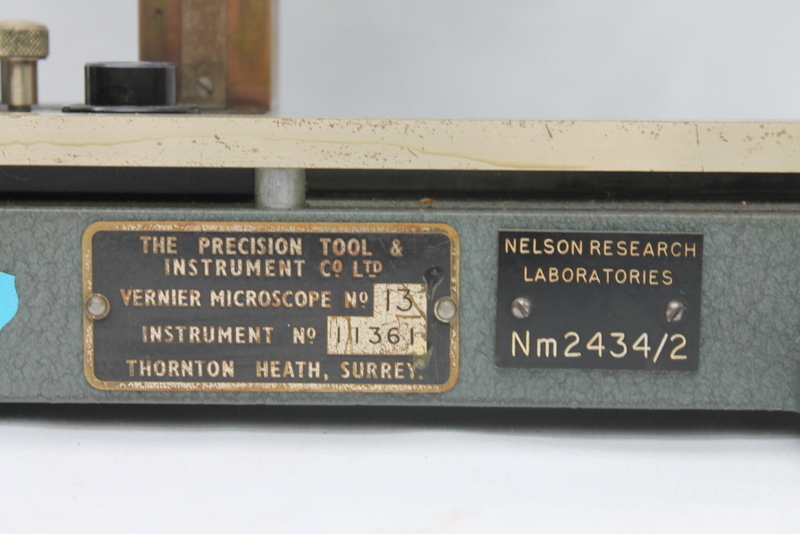 THE PRECISION TOOL &
INSTRUMENT Co LTD
VERNIER MICROSCOPE No 13
INSTRUMENT No 11361
THORNTON HEATH, SURREY.
NELSON RESEARCH
LABORATORIES
Nm2434/2